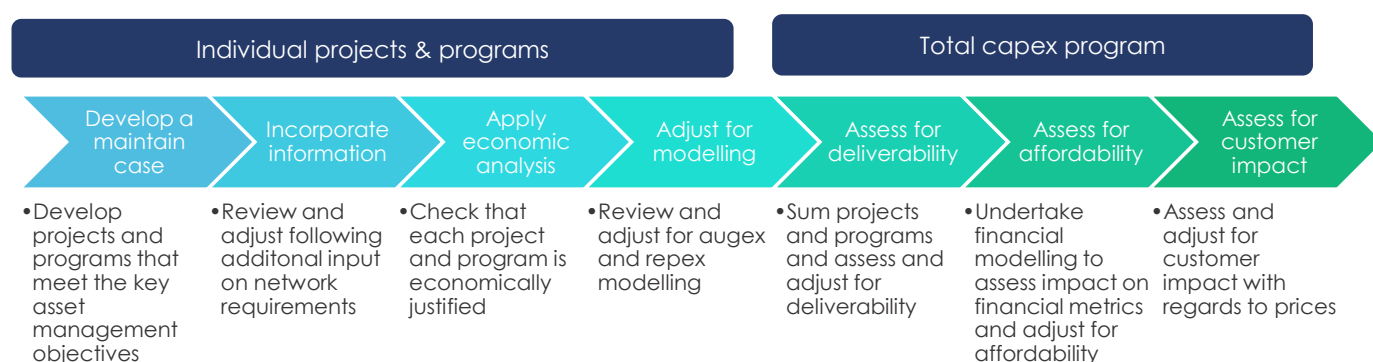 Individual projects & programs
Total capex program
Develop a
maintain
case
Incorporate
information
Apply
economic
analysis
Adjust for
modelling
Assess for
deliverability
Assess for
affordability
Assess for
customer
impact
•Develop
projects and
programs that
meet the key
asset
management
objectives
•Review and
adjust following
additonal input
on network
requirements
•Check that
each project
and program is
economically
justified
•Review and
adjust for augex
and repex
modelling
•Sum projects
and programs
and assess and
adjust for
deliverability
•Undertake
financial
modelling to
assess impact on
financial metrics
and adjust for
affordability
•Assess and
adjust for
customer
impact with
regards to prices